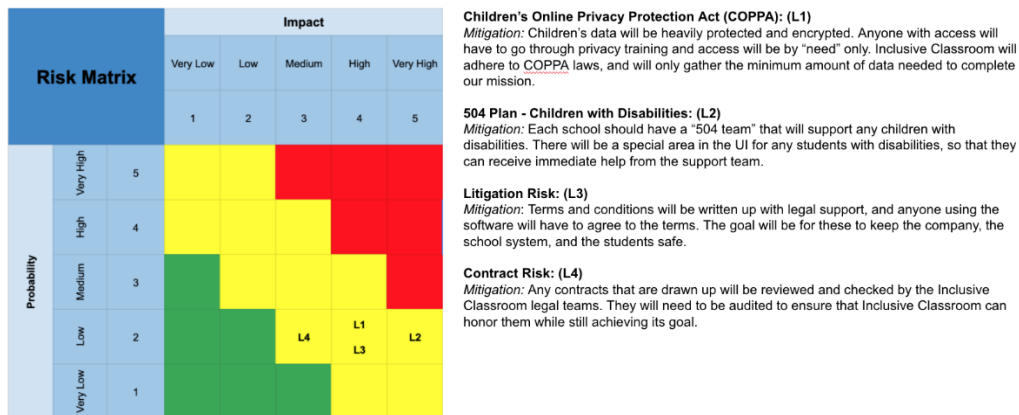 Risk Matrix
Impact
Very Low Low Medium High Very High
1 2 3 4 5
Probability
Very High 5
High 4
Medium 3
Low 2 L4 L1 L3 L2
Very Low 1
Children’s Online Privacy Protection Act (COPPA): (L1)
Mitigation: Children’s data will be heavily protected and encrypted. Anyone with access will
have to go through privacy training and access will be by “need” only. Inclusive Classroom will
adhere to COPPA laws, and will only gather the minimum amount of data needed to complete
our mission.
504 Plan - Children with Disabilities: (L2)
Mitigation: Each school should have a “504 team” that will support any children with
disabilities. There will be a special area in the UI for any students with disabilities, so that they
can receive immediate help from the support team.
Litigation Risk: (L3)
Mitigation: Terms and conditions will be written up with legal support, and anyone using the
software will have to agree to the terms. The goal will be for these to keep the company, the
school system, and the students safe.
Contract Risk: (L4)
Mitigation: Any contracts that are drawn up will be reviewed and checked by the Inclusive
Classroom legal teams. They will need to be audited to ensure that Inclusive Classroom can
honor them while still achieving its goal.